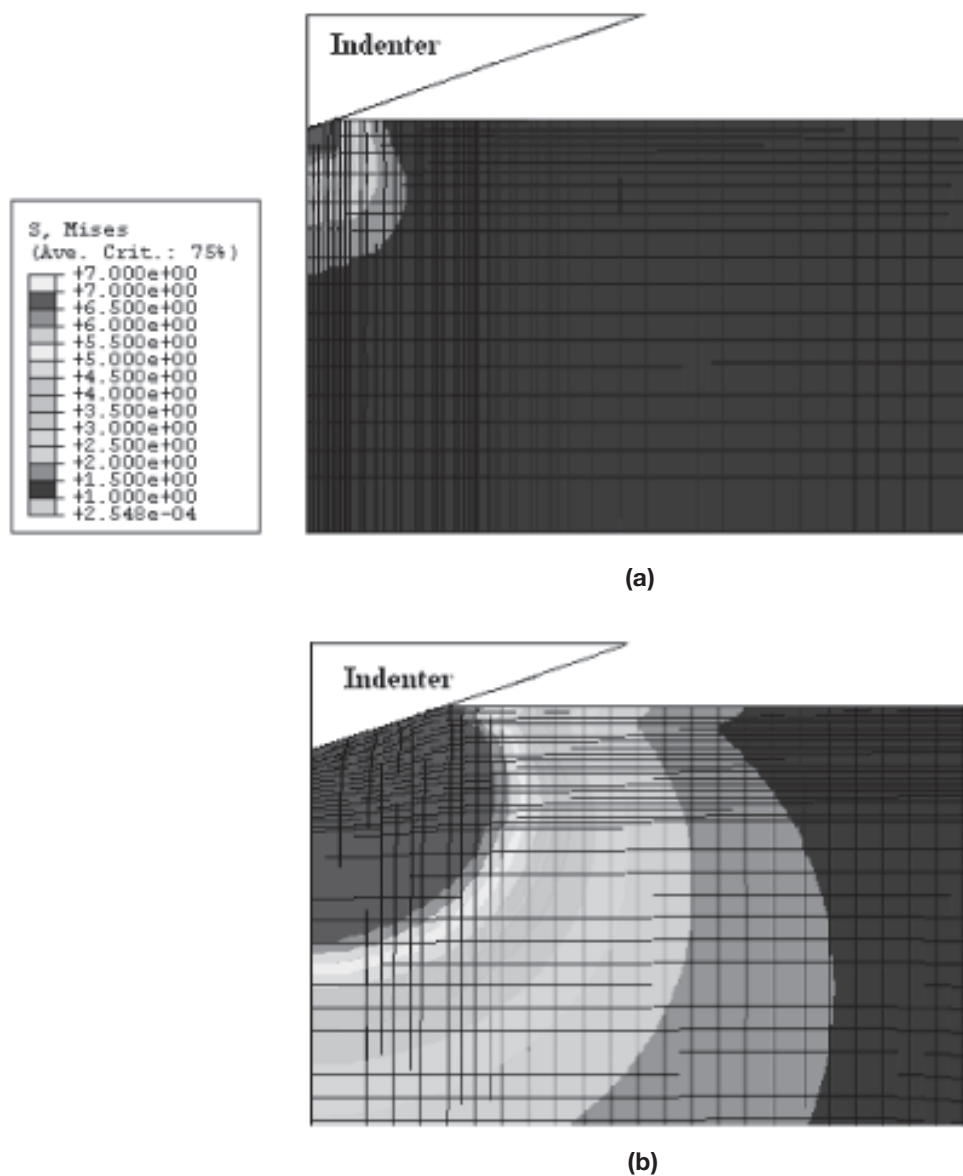 Indenter
S, Mises
(Ave. Crit.: 75%)
+7.000e+00
+7.000e+00
+6.500e+00
+6.000e+00
+5.500e+00
+5.000e+00
+4.500e+00
+4.000e+00
+3.500e+00
+3.000e+00
+2.500e+00
+2.000e+00
+1.500e+00
+1.000e+00
+2.548e-04
(a)
Indenter
(b)